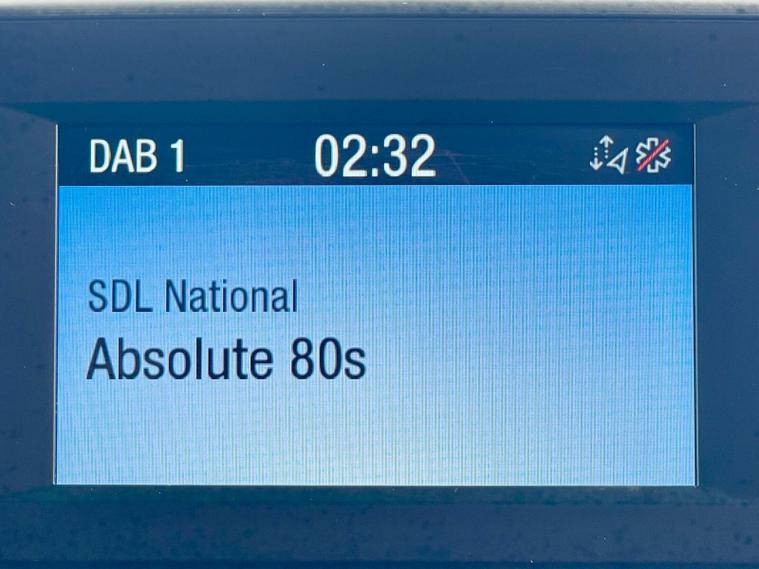 DAB 1 02:32
SDL National
Absolute 80s